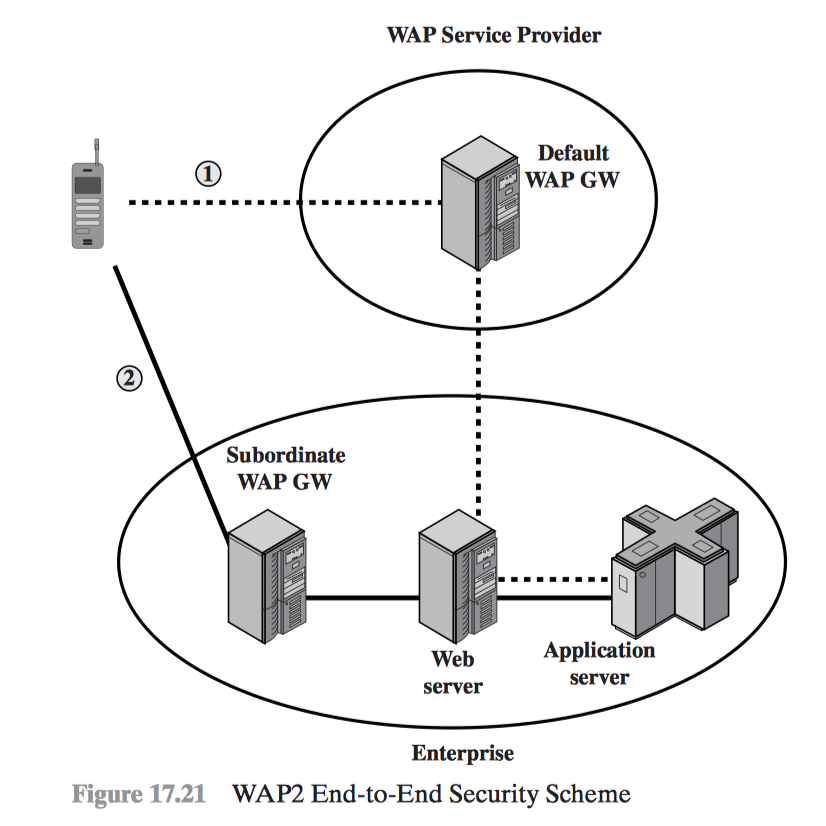 WAP Service Provider
Default
WAP GW
1
2
Subordinate
WAP GW
Web
server
Application
server
Enterprise
Figure 17.21 WAP2 End-to-End Security Scheme